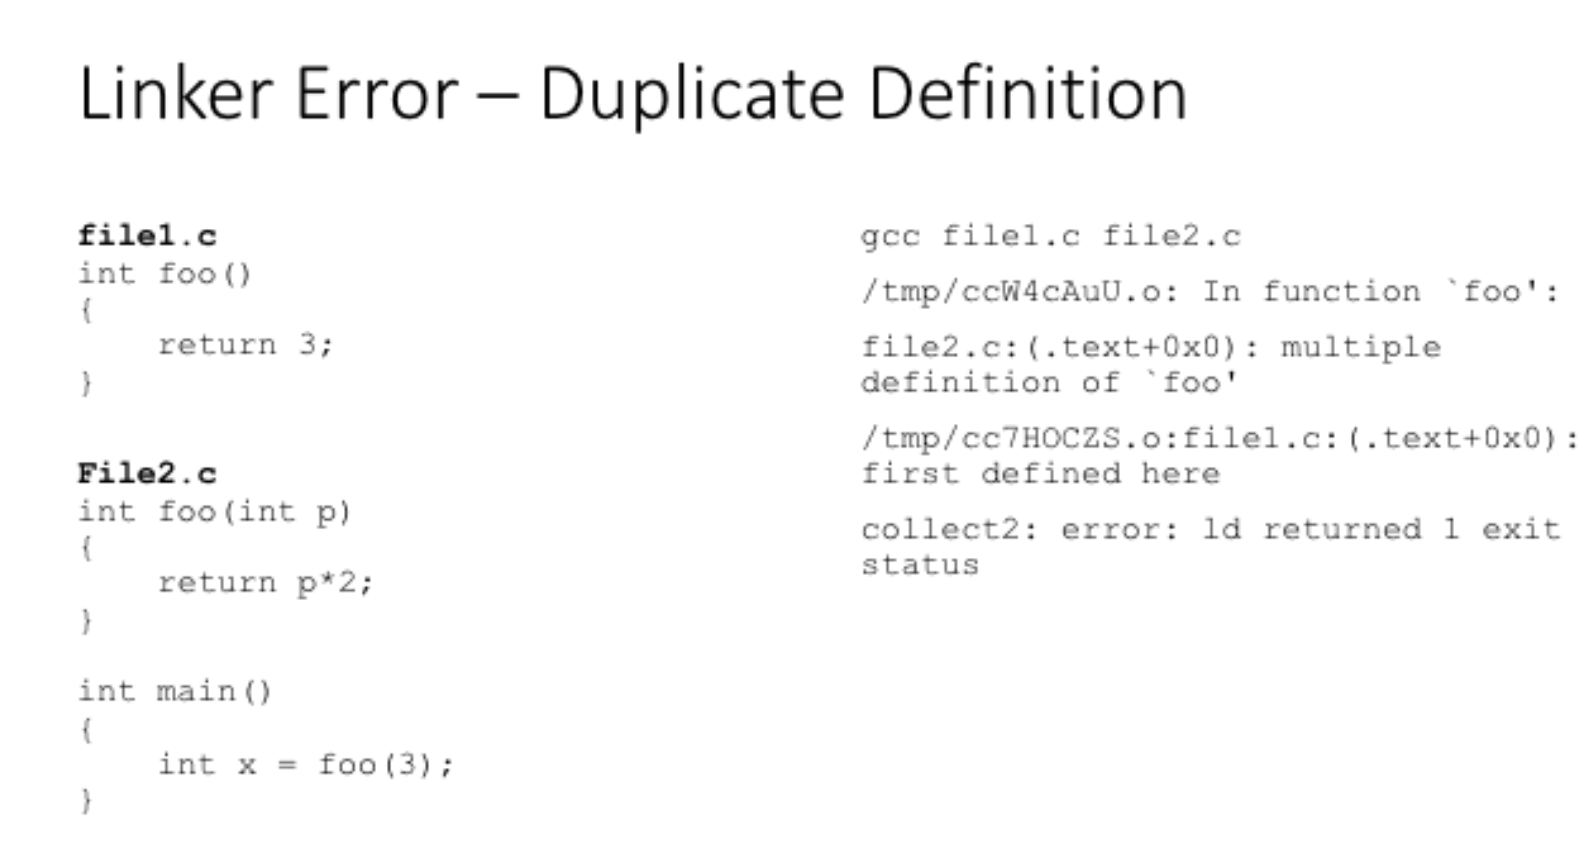 Linker Error – Duplicate Definition
file1.c
int foo()
{
    return 3;
}
File2.c
int foo(int p)
{
    return p*2;
}
int main()
{
    int x = foo(3);
}
gcc file1.c file2.c
/tmp/ccW4cAuU.o: In function `foo':
file2.c:(.text+0x0): multiple
definition of `foo'
/tmp/cc7HOCZS.o:file1.c:(.text+0x0):
first defined here
collect2: error: ld returned 1 exit
status